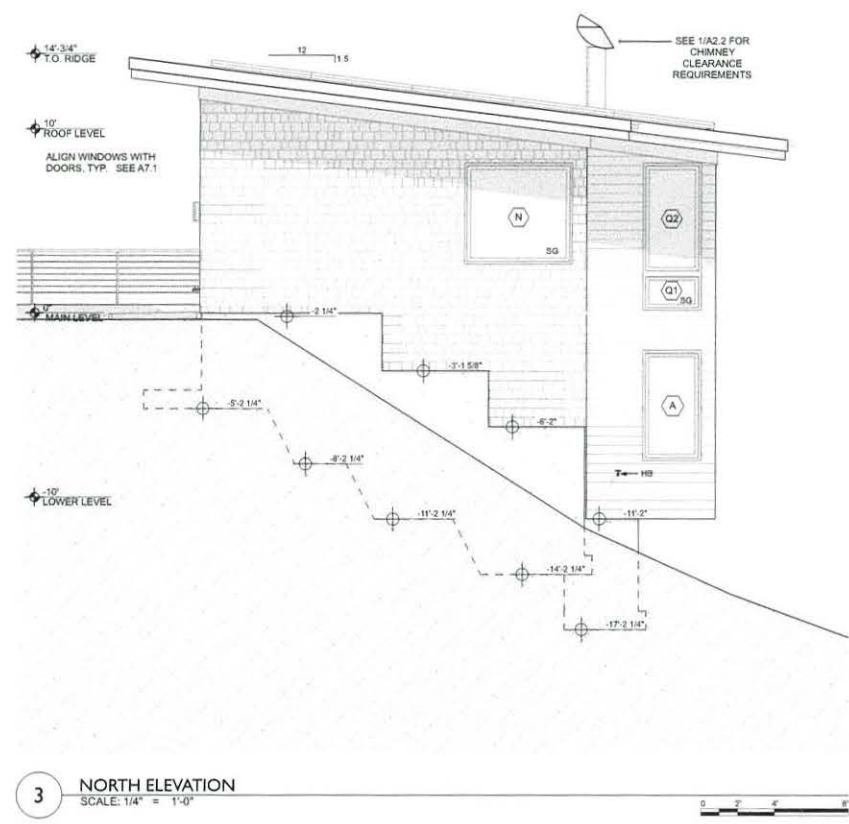 14'-3/4"
T.O. RIDGE
12
1.5
SEE 1/A2.2 FOR
CHIMNEY
CLEARANCE
REQUIREMENTS
10'
ROOF LEVEL
ALIGN WINDOWS WITH
DOORS, TYP. SEE A7.1
N
SG
Q2
Q1
SG
0"
MAIN LEVEL
-2 1/4"
-3'-1 5/8"
A
-5'-2 1/4"
-6'-2"
-8'-2 1/4"
HB
-10'
LOWER LEVEL
-11'-2 1/4"
-11'-2"
-14'-2 1/4"
-17'-2 1/4"
3
NORTH ELEVATION
SCALE: 1/4" = 1'-0"
0 2' 4' 8'